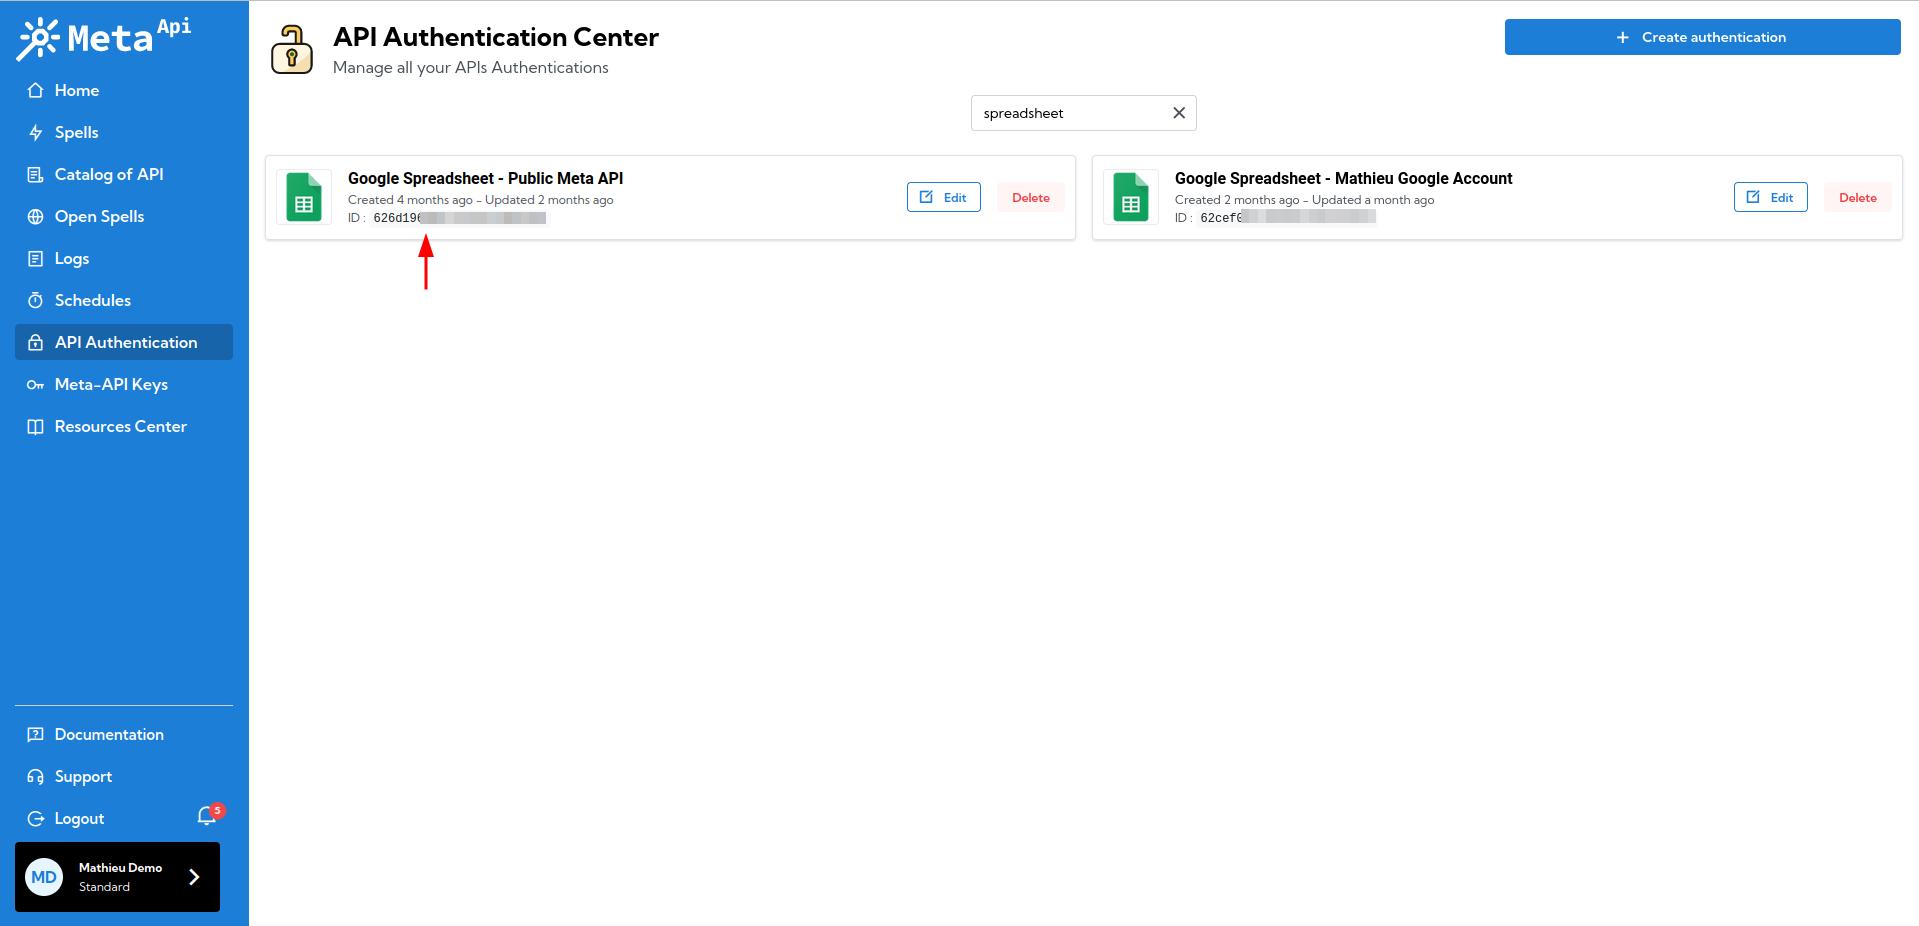 Meta Api
Home
Spells
Catalog of API
Open Spells
Logs
Schedules
API Authentication
Meta-API Keys
Resources Center
Documentation
Support
Logout
5
MD
Mathieu Demo
Standard
API Authentication Center
Manage all your APIs Authentications
+ Create authentication
spreadsheet
Google Spreadsheet - Public Meta API
Created 4 months ago - Updated 2 months ago
ID : 626d19
Edit
Delete
Google Spreadsheet - Mathieu Google Account
Created 2 months ago - Updated a month ago
ID : 62cef
Edit
Delete